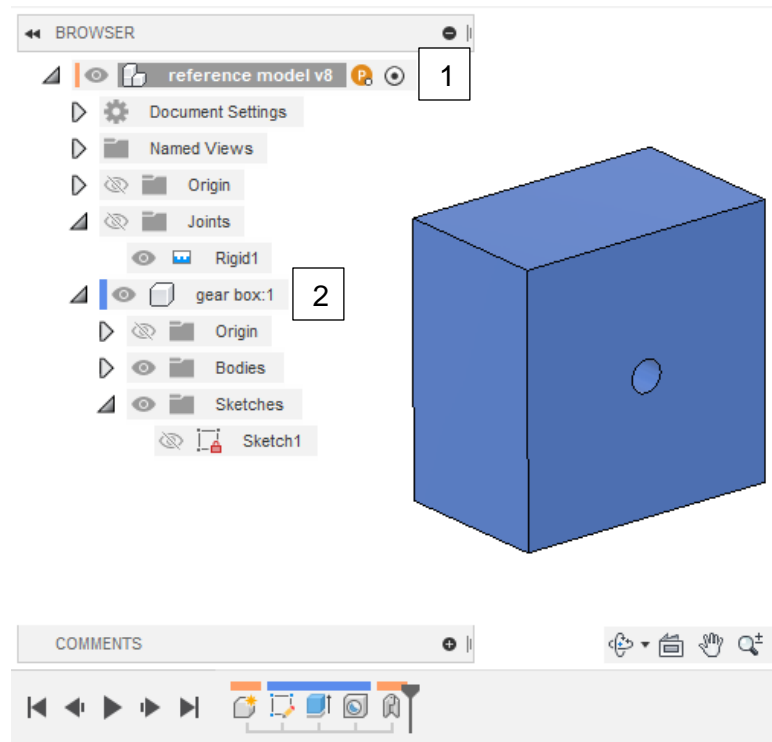 BROWSER
reference model v8
P
1
Document Settings
Named Views
Origin
Joints
Rigid1
gear box:1
2
Origin
Bodies
Sketches
Sketch1
COMMENTS